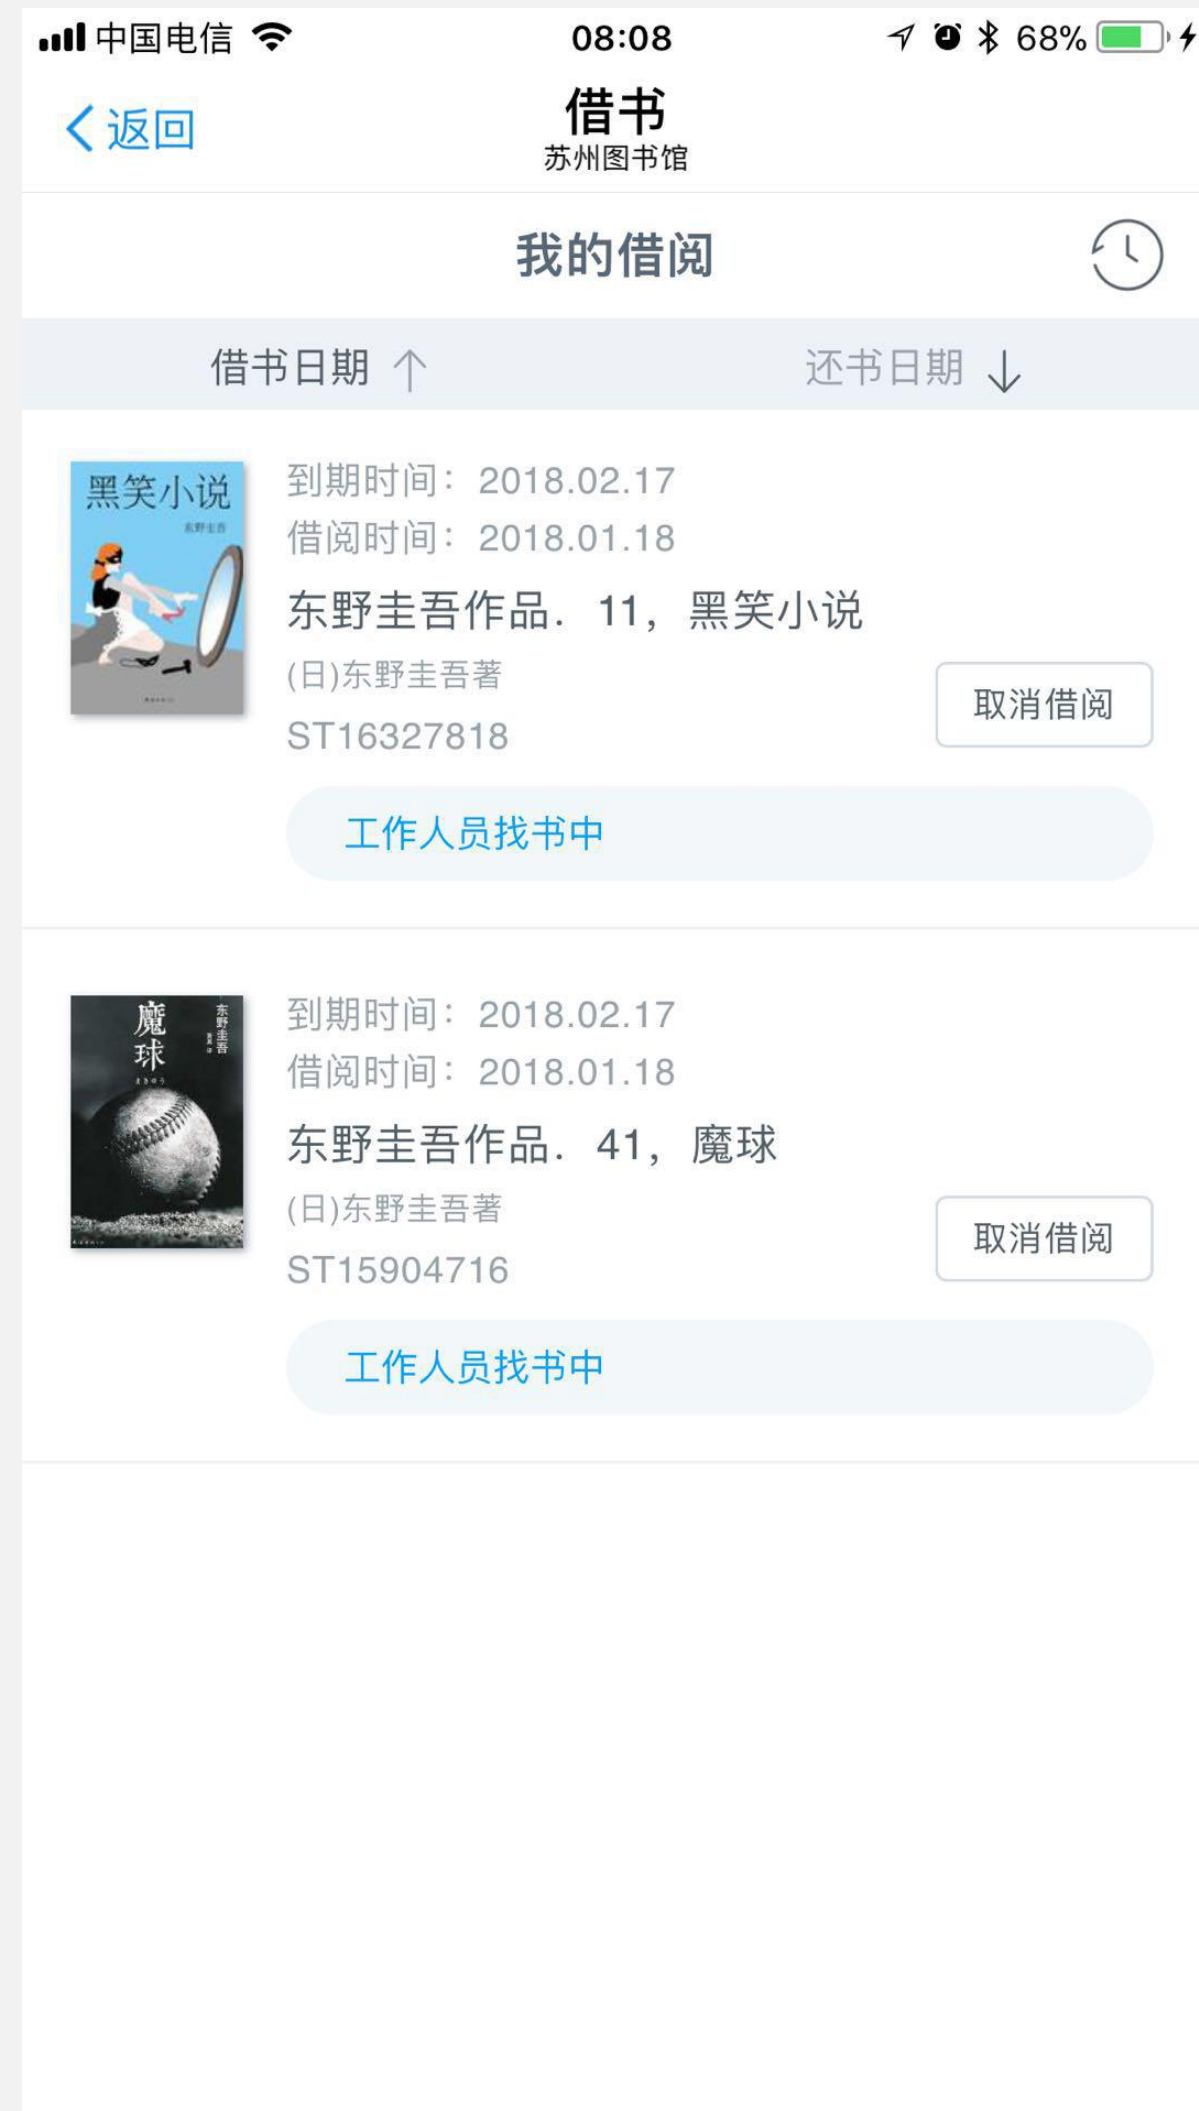 中国电信
08:08
68%
返回
借书
苏州图书馆
我的借阅
借书日期
还书日期
黑笑小说
东野圭吾
到期时间：2018.02.17
借阅时间：2018.01.18
东野圭吾作品．11，黑笑小说
(日)东野圭吾著
ST16327818
取消借阅
工作人员找书中
魔球
东野圭吾
到期时间：2018.02.17
借阅时间：2018.01.18
东野圭吾作品．41，魔球
(日)东野圭吾著
ST15904716
取消借阅
工作人员找书中